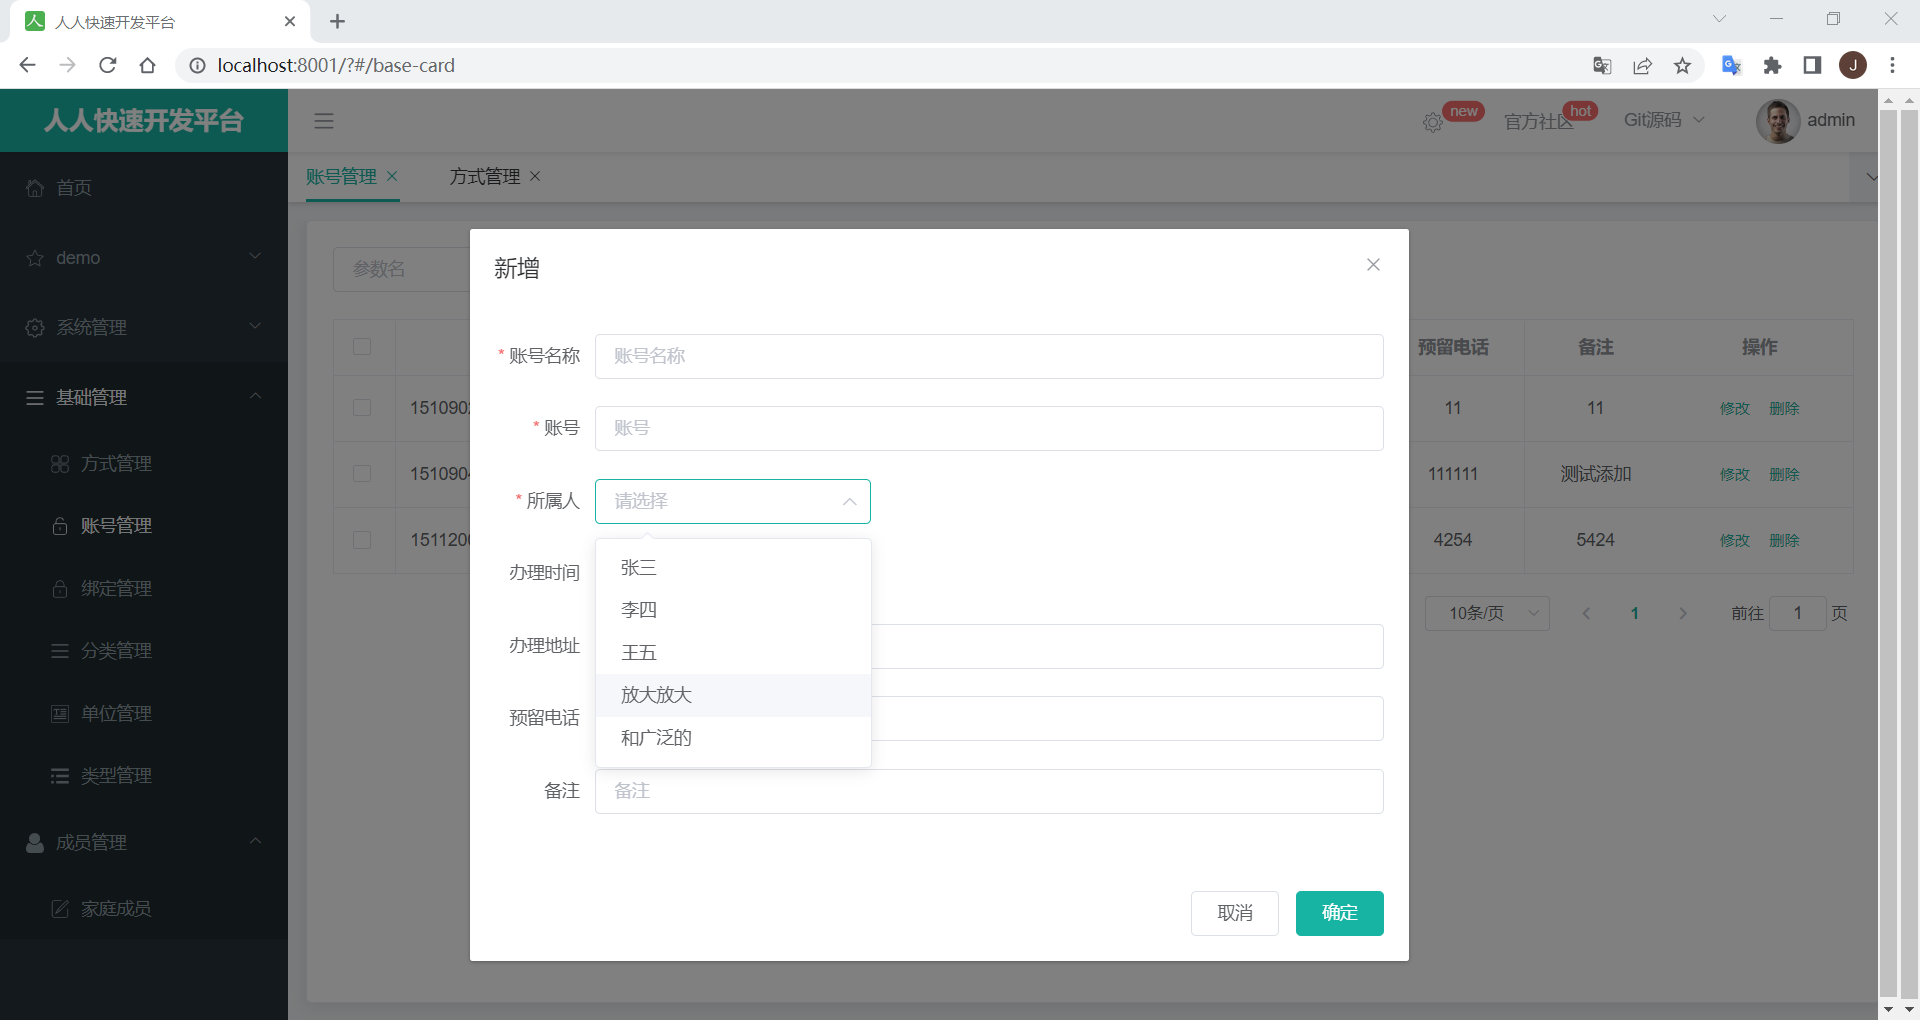 人人快速开发平台
localhost:8001/?#/base-card
J
人人快速开发平台
new
官方社区
hot
Git源码
admin
首页
demo
系统管理
基础管理
方式管理
账号管理
绑定管理
分类管理
单位管理
类型管理
成员管理
家庭成员
账号管理
方式管理
参数名
预留电话 备注 操作
151090 11 11 修改 删除
151090 111111 测试添加 修改 删除
151120 4254 5424 修改 删除
10条/页 1 前往 1 页
新增
* 账号名称 账号名称
* 账号 账号
* 所属人 请选择
张三
李四
王五
放大放大
和广泛的
办理时间
办理地址
预留电话
备注 备注
取消 确定